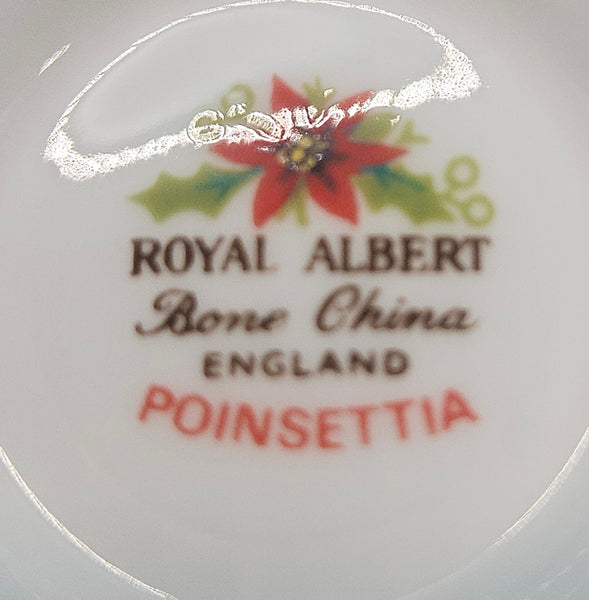 ROYAL ALBERT
Bone China
ENGLAND
POINSETTIA